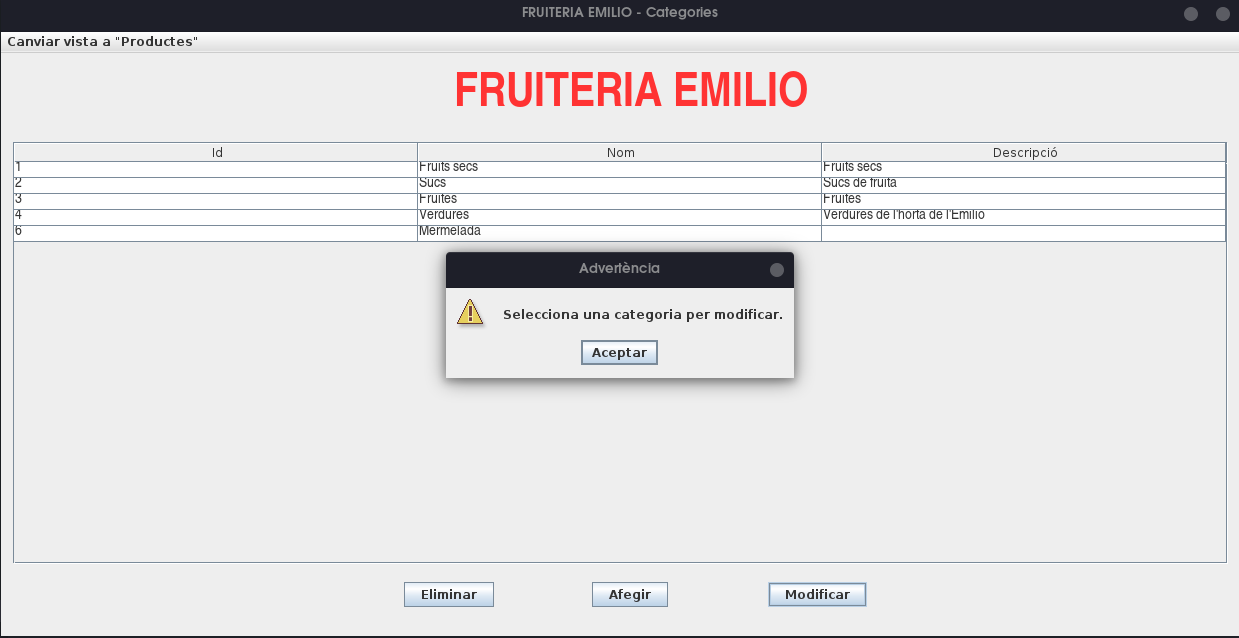 FRUITERIA EMILIO - Categories
Canviar vista a "Productes"
FRUITERIA EMILIO
Id Nom Descripció
1 Fruits secs Fruits secs
2 Sucs Sucs de fruita
3 Fruites Fruites
4 Verdures Verdures de l'horta de l'Emilio
6 Mermelada
Advertència
Selecciona una categoria per modificar.
Aceptar
Eliminar Afegir Modificar